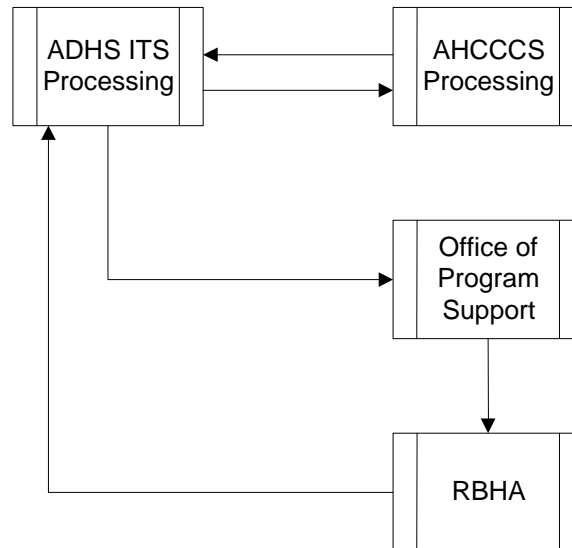 ADHS ITS
Processing
AHCCCS
Processing
Office of
Program
Support
RBHA